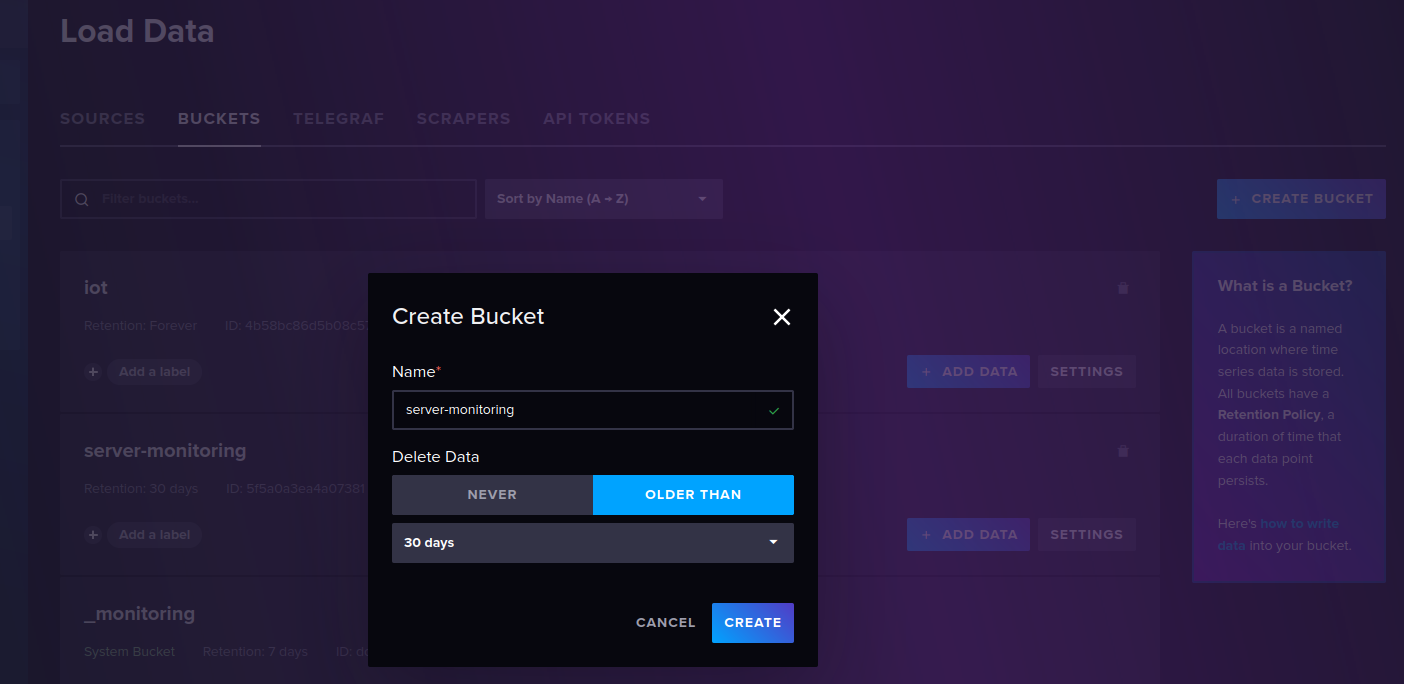 Load Data
SOURCES BUCKETS TELEGRAF SCRAPERS API TOKENS
Filter buckets... Sort by Name (A → Z) + CREATE BUCKET
iot
Retention: Forever ID: 4b58bc86d5b08c57
+ Add a label
+ ADD DATA SETTINGS
server-monitoring
Retention: 30 days ID: 5f5a0a3ea4a07381
+ Add a label
+ ADD DATA SETTINGS
_monitoring
System Bucket Retention: 7 days ID:
Create Bucket
Name*
server-monitoring
Delete Data
NEVER OLDER THAN
30 days
CANCEL CREATE
What is a Bucket?
A bucket is a named
location where time
series data is stored.
All buckets have a
Retention Policy, a
duration of time that
each data point
persists.
Here's how to write
data into your bucket.